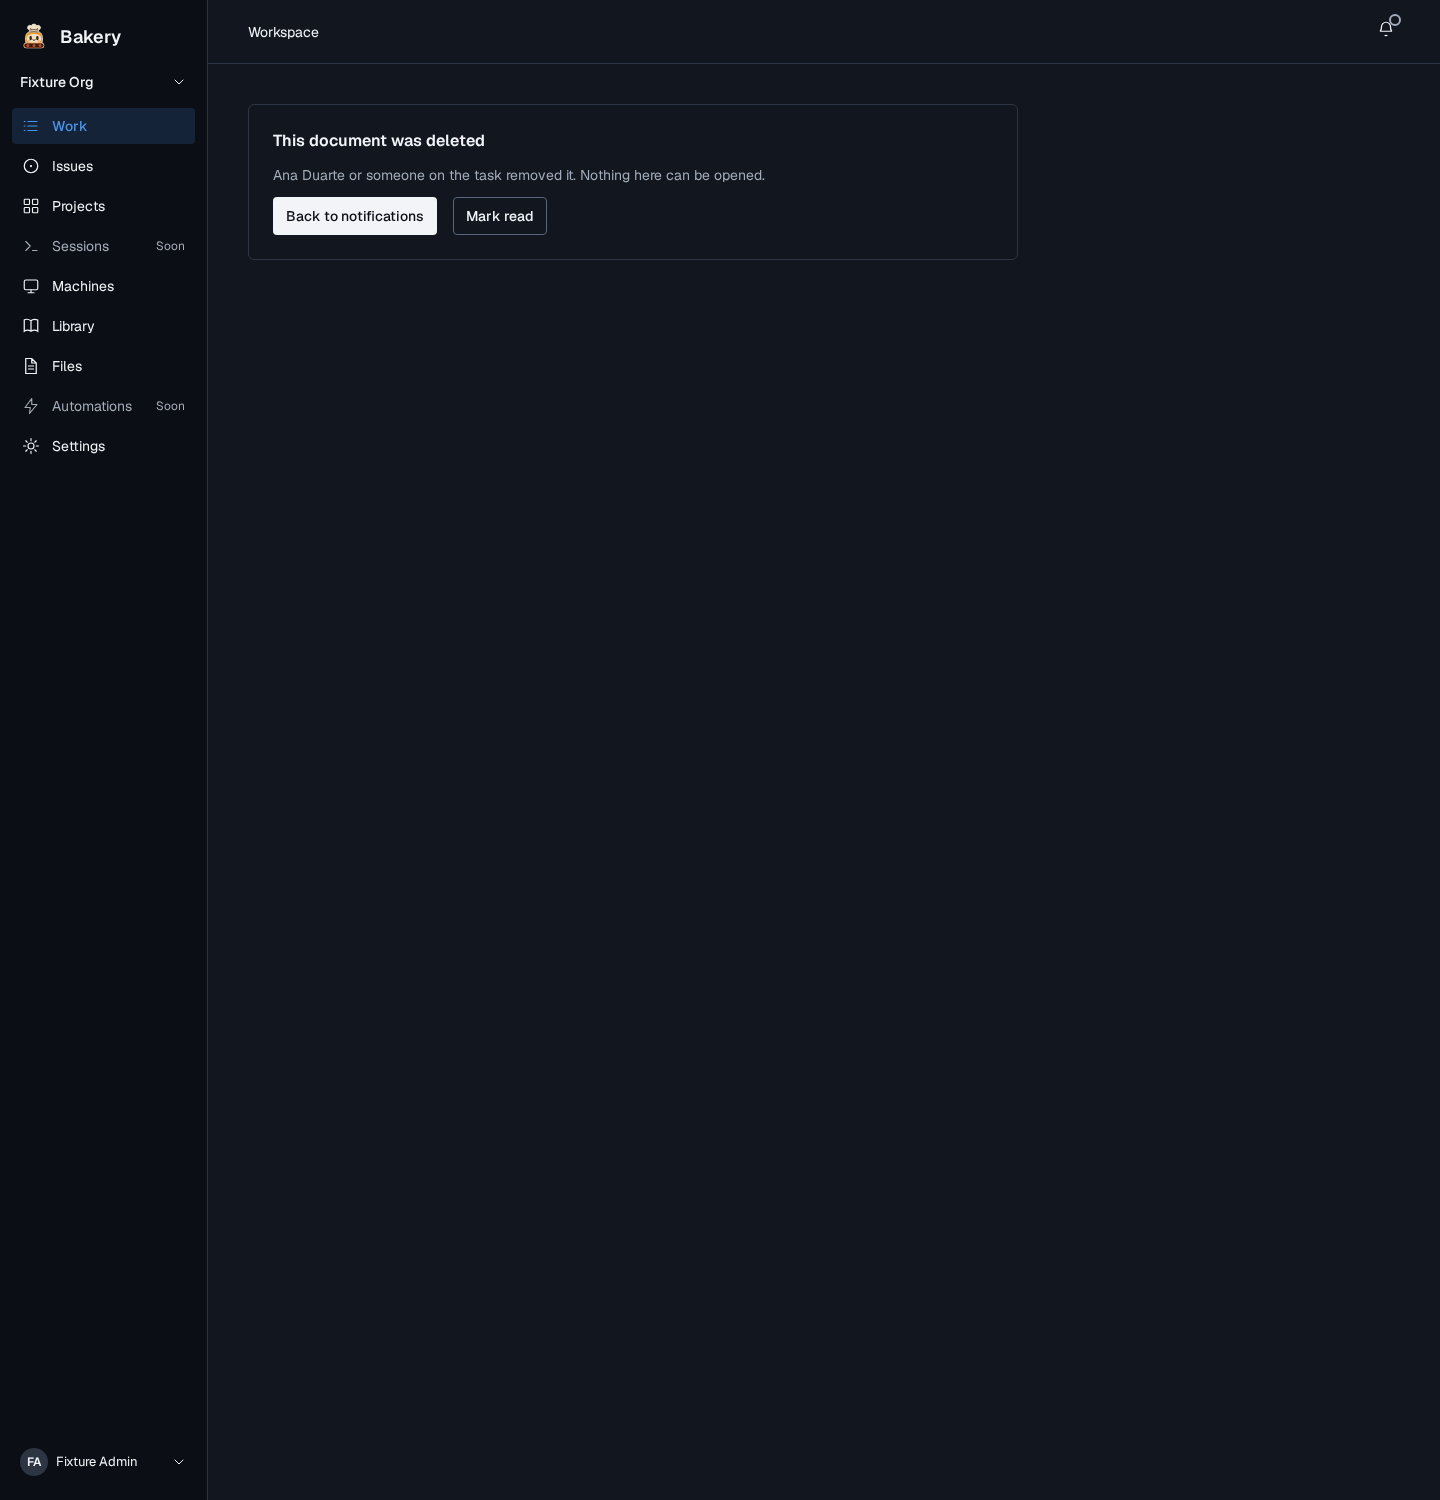 Bakery
Fixture Org
Work
Issues
Projects
Sessions Soon
Machines
Library
Files
Automations Soon
Settings
FA Fixture Admin
Workspace
This document was deleted
Ana Duarte or someone on the task removed it. Nothing here can be opened.
Back to notifications Mark read